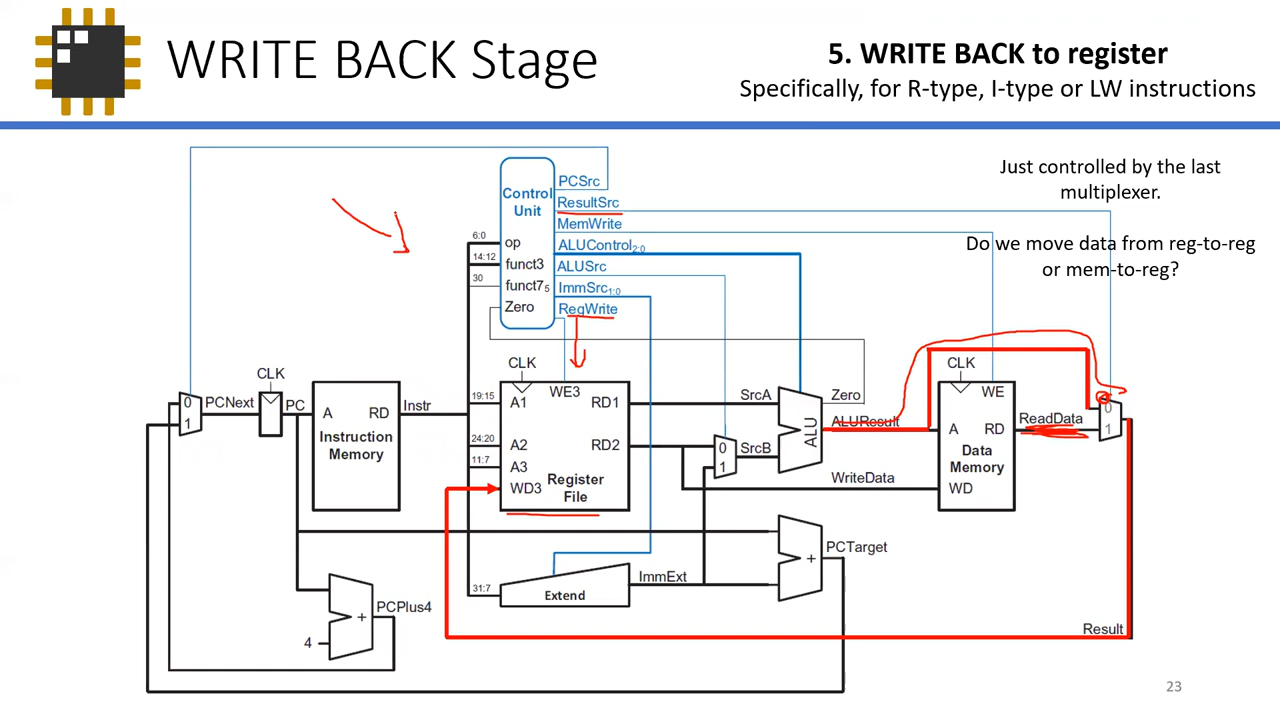 WRITE BACK Stage
5. WRITE BACK to register
Specifically, for R-type, I-type or LW instructions
Just controlled by the last
multiplexer.
Do we move data from reg-to-reg
or mem-to-reg?
Control
Unit
PCSrc
ResultSrc
MemWrite
ALUControl2:0
ALUSrc
ImmSrc1:0
RegWrite
6:0
op
14:12
funct3
30
funct75
Zero
CLK
CLK
CLK
0
1
PCNext
PC
A
RD
Instruction
Memory
Instr
19:15
A1
WE3
RD1
24:20
A2
RD2
11:7
A3
WD3
Register
File
0
1
SrcA
SrcB
ALU
Zero
ALUResult
WriteData
WE
A
RD
Data
Memory
WD
ReadData
0
1
31:7
Extend
ImmExt
+
PCTarget
PCPlus4
+
4
Result
23